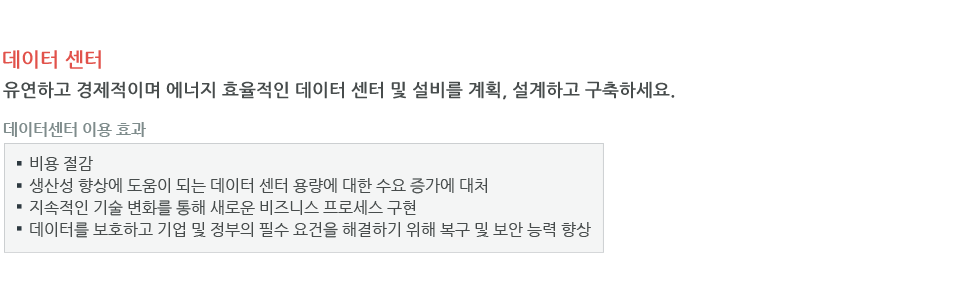 데이터 센터
유연하고 경제적이며 에너지 효율적인 데이터 센터 및 설비를 계획, 설계하고 구축하세요.
데이터센터 이용 효과
▪ 비용 절감
▪ 생산성 향상에 도움이 되는 데이터 센터 용량에 대한 수요 증가에 대처
▪ 지속적인 기술 변화를 통해 새로운 비즈니스 프로세스 구현
▪ 데이터를 보호하고 기업 및 정부의 필수 요건을 해결하기 위해 복구 및 보안 능력 향상